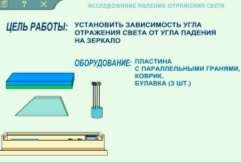 ИССЛЕДОВАНИЕ ЯВЛЕНИЯ ОТРАЖЕНИЯ СВЕТА
ЦЕЛЬ РАБОТЫ: УСТАНОВИТЬ ЗАВИСИМОСТЬ УГЛА
ОТРАЖЕНИЯ СВЕТА ОТ УГЛА ПАДЕНИЯ
НА ЗЕРКАЛО
ОБОРУДОВАНИЕ: ПЛАСТИНА
С ПАРАЛЛЕЛЬНЫМИ ГРАНЯМИ,
КОВРИК,
БУЛАВКА (3 ШТ.)